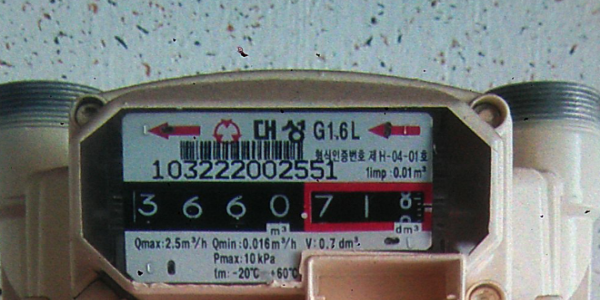 대성 G1.6L
형식인증번호 제 H-04-01호
103222002551 1imp : 0.01m³
3660 718
m³ dm³
Qmax: 2.5m³/h Qmin : 0.016m³/h V : 0.7 dm³
Pmax: 10 kPa
tm: -20℃ +60℃